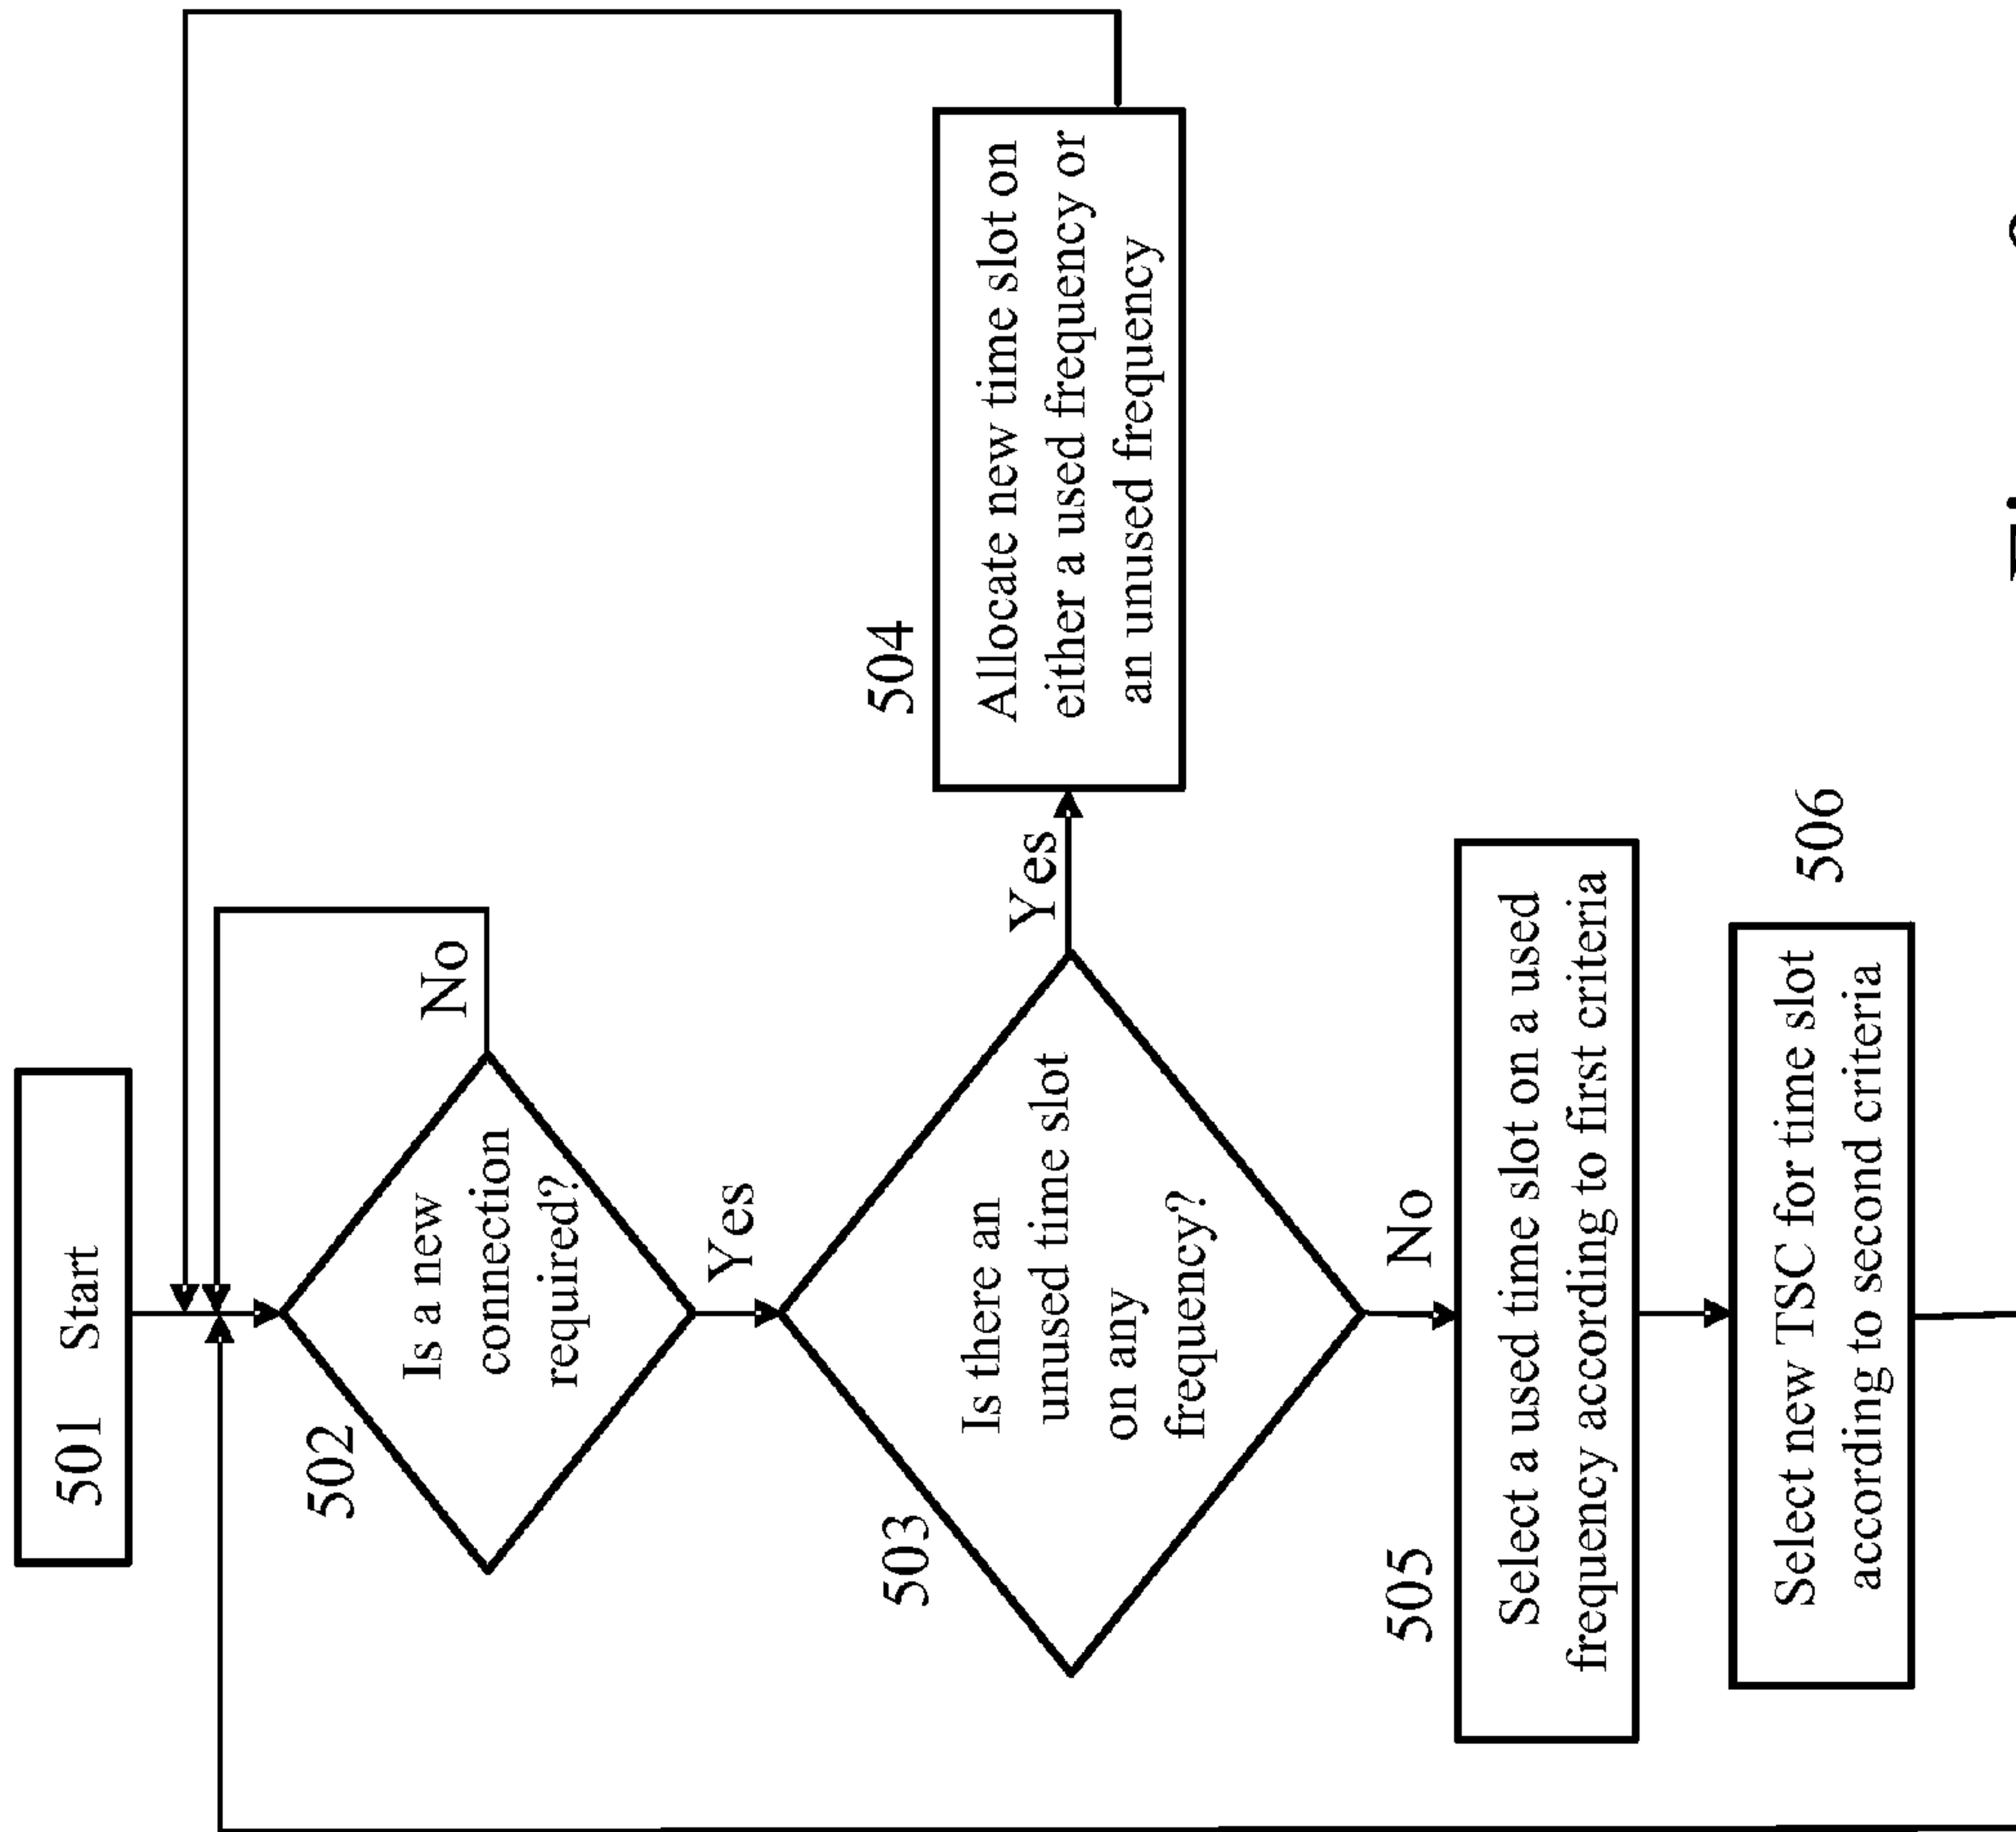 501 Start
502
Is a new
connection
required?
No
Yes
503
Is there an
unused time slot
on any
frequency?
Yes
504
Allocate new time slot on
either a used frequency or
an unused frequency
No
505
Select a used time slot on a used
frequency according to first criteria
506
Select new TSC for time slot
according to second criteria